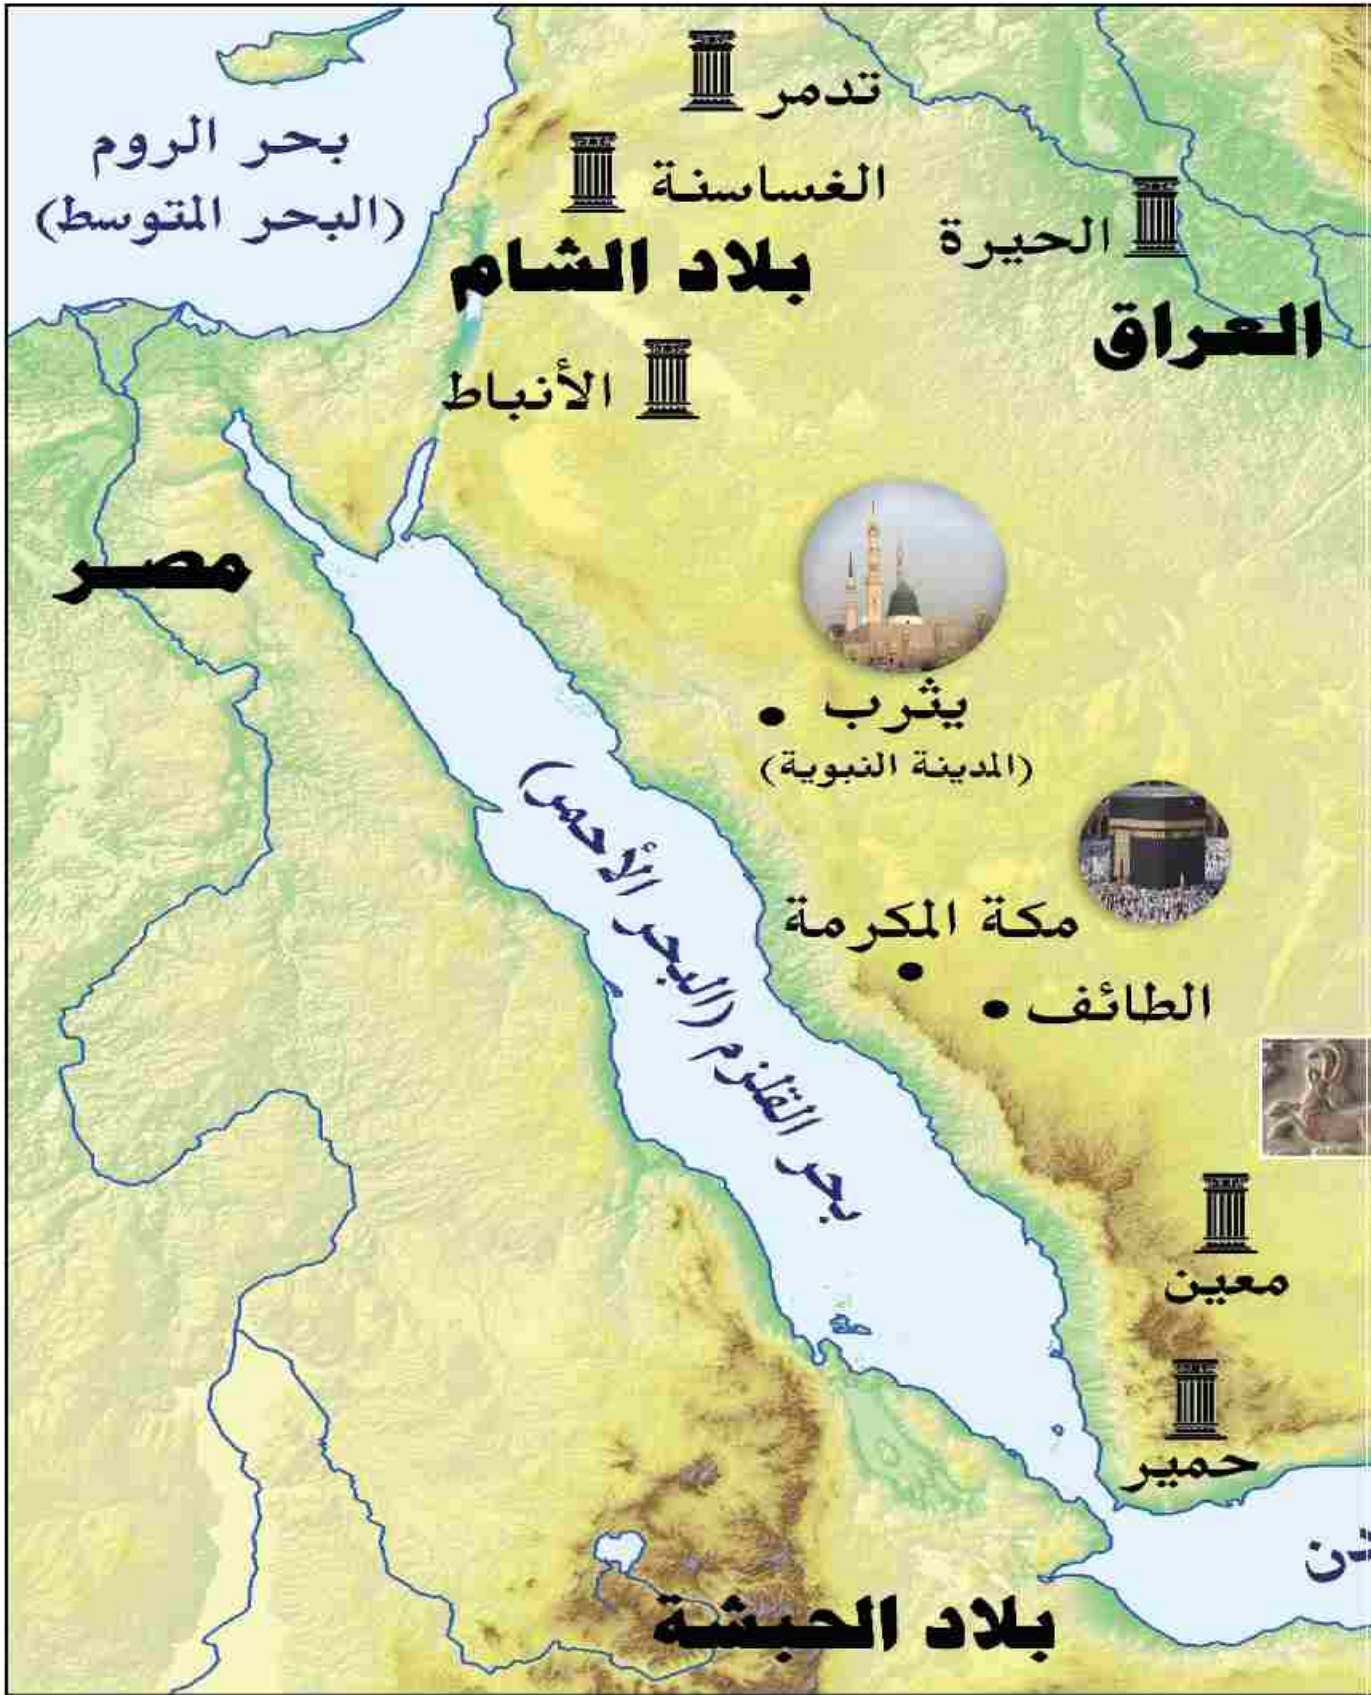 تدمر
بحر الروم
(البحر المتوسط)
الغساسنة
الحيرة
بلاد الشام
العراق
الأنباط
مصر
يثرب
(المدينة النبوية)
مكة المكرمة
الطائف
بحر القلزم (البحر الأحمر)
معين
حمير
بلاد الحبشة